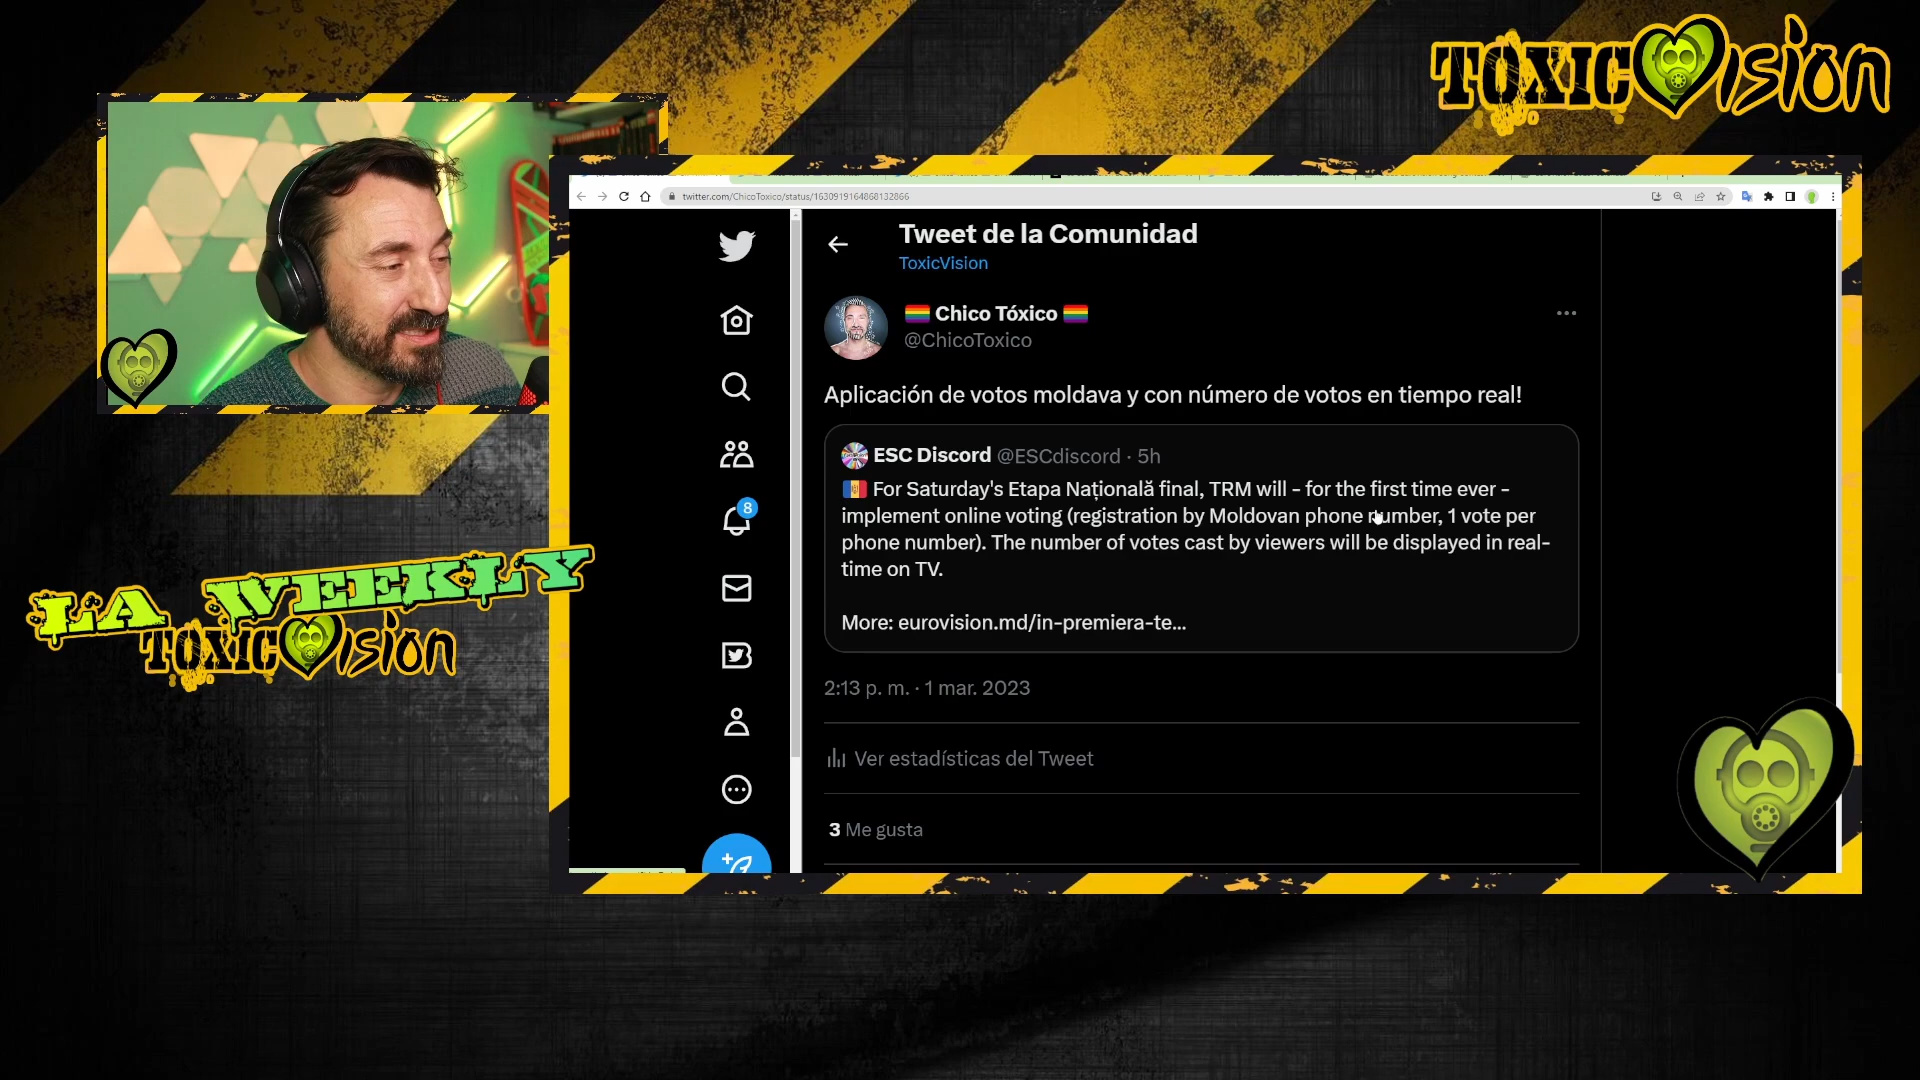 TOXICVISION
twitter.com/ChicoToxico/status/1630919164868132866
Tweet de la Comunidad
ToxicVision
Chico Tóxico
@ChicoToxico
Aplicación de votos moldava y con número de votos en tiempo real!
ESC Discord @ESCdiscord · 5h
For Saturday's Etapa Națională final, TRM will - for the first time ever -
implement online voting (registration by Moldovan phone number, 1 vote per
phone number). The number of votes cast by viewers will be displayed in real-
time on TV.
More: eurovision.md/in-premiera-te...
2:13 p. m. · 1 mar. 2023
Ver estadísticas del Tweet
3 Me gusta
8
LA WEEKLY
TOXICVISION